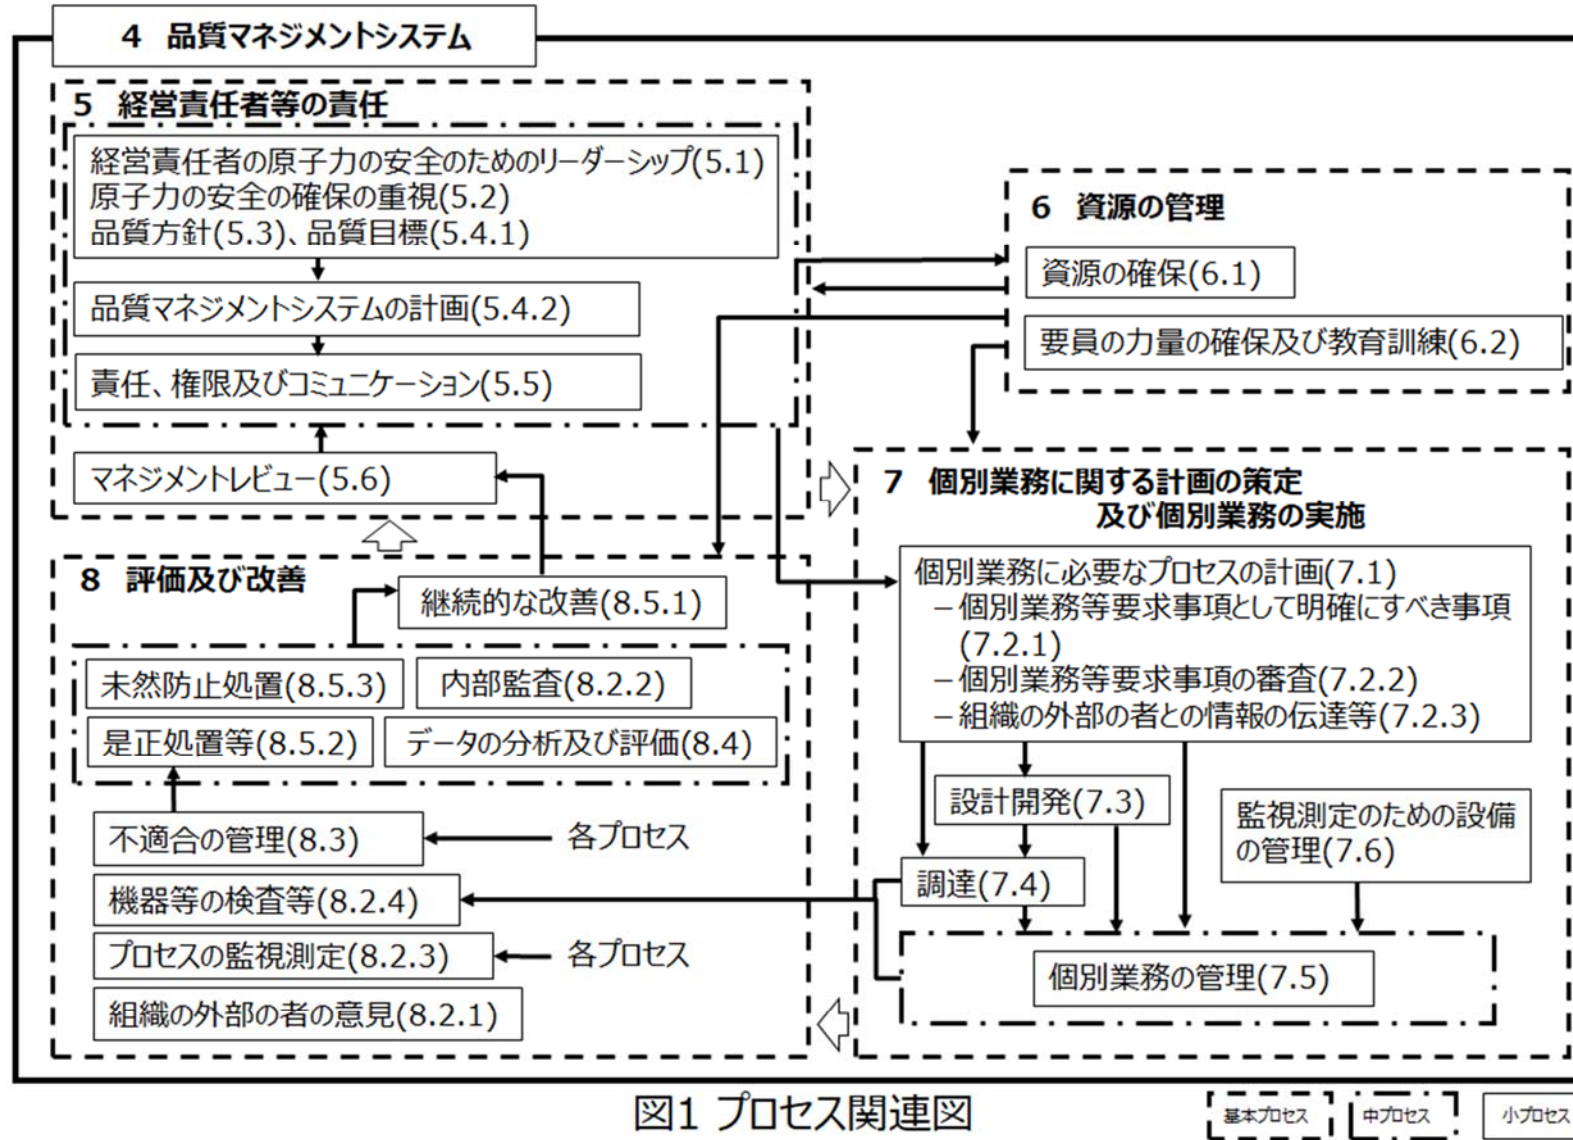 4 品質マネジメントシステム
5 経営責任者等の責任
経営責任者の原子力の安全のためのリーダーシップ(5.1)
原子力の安全の確保の重視(5.2)
品質方針(5.3)、品質目標(5.4.1)
品質マネジメントシステムの計画(5.4.2)
責任、権限及びコミュニケーション(5.5)
マネジメントレビュー(5.6)
6 資源の管理
資源の確保(6.1)
要員の力量の確保及び教育訓練(6.2)
7 個別業務に関する計画の策定
及び個別業務の実施
個別業務に必要なプロセスの計画(7.1)
－個別業務等要求事項として明確にすべき事項
(7.2.1)
－個別業務等要求事項の審査(7.2.2)
－組織の外部の者との情報の伝達等(7.2.3)
設計開発(7.3)
監視測定のための設備
の管理(7.6)
調達(7.4)
個別業務の管理(7.5)
8 評価及び改善
継続的な改善(8.5.1)
未然防止処置(8.5.3)
内部監査(8.2.2)
是正処置等(8.5.2)
データの分析及び評価(8.4)
不適合の管理(8.3)
各プロセス
機器等の検査等(8.2.4)
プロセスの監視測定(8.2.3)
各プロセス
組織の外部の者の意見(8.2.1)
図1 プロセス関連図
基本プロセス
中プロセス
小プロセス